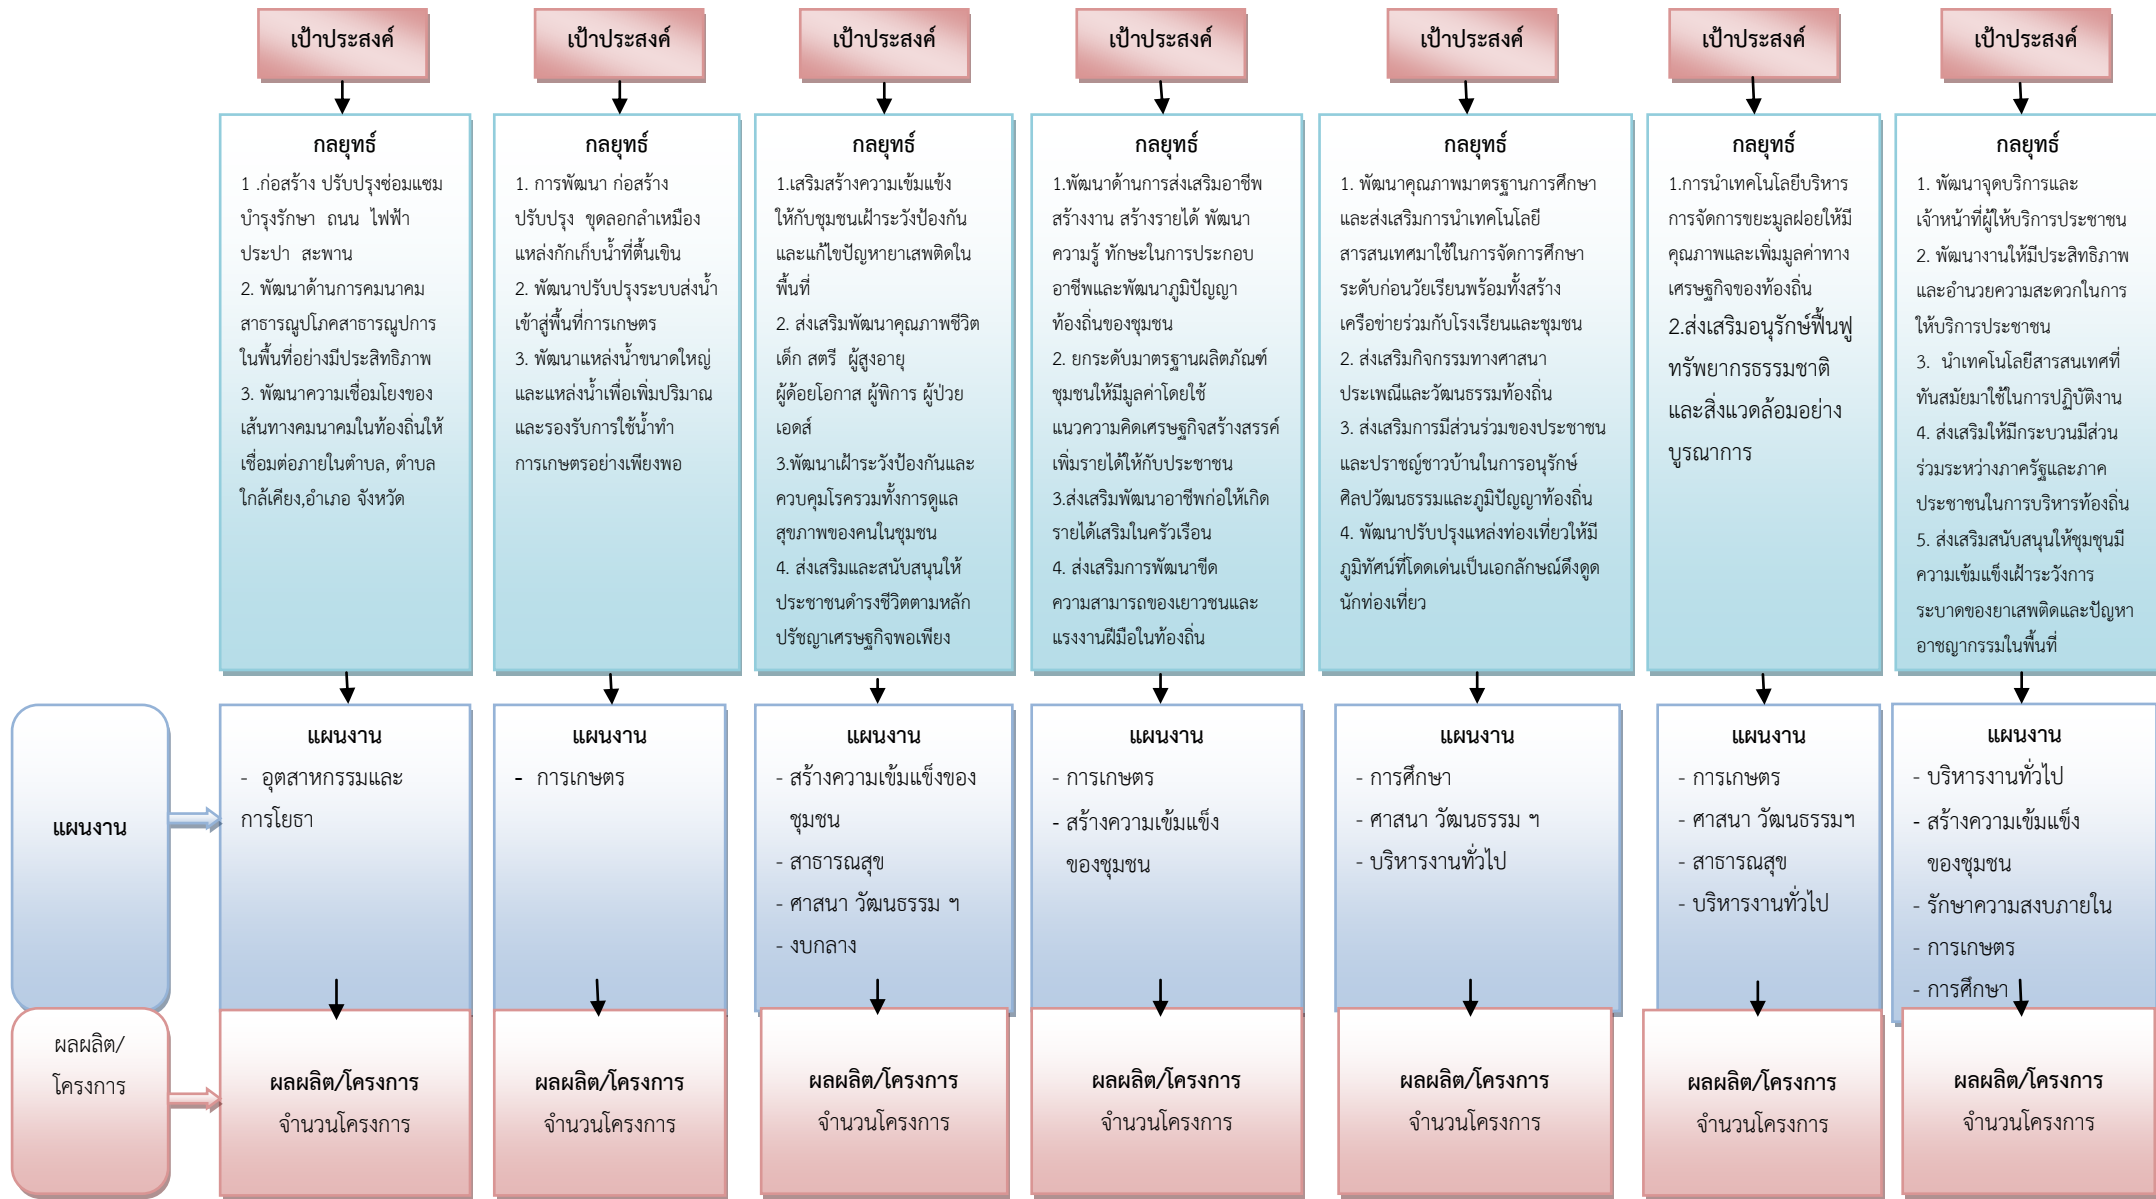 เป้าประสงค์
เป้าประสงค์
เป้าประสงค์
เป้าประสงค์
เป้าประสงค์
เป้าประสงค์
เป้าประสงค์
กลยุทธ์
1 .ก่อสร้าง ปรับปรุงซ่อมแซม
บำรุงรักษา ถนน ไฟฟ้า
ประปา สะพาน
2. พัฒนาด้านการคมนาคม
สาธารณูปโภคสาธารณูปการ
ในพื้นที่อย่างมีประสิทธิภาพ
3. พัฒนาความเชื่อมโยงของ
เส้นทางคมนาคมในท้องถิ่นให้
เชื่อมต่อภายในตำบล, ตำบล
ใกล้เคียง,อำเภอ จังหวัด
กลยุทธ์
1. การพัฒนา ก่อสร้าง
ปรับปรุง ขุดลอกลำเหมือง
แหล่งกักเก็บน้ำที่ตื้นเขิน
2. พัฒนาปรับปรุงระบบส่งน้ำ
เข้าสู่พื้นที่การเกษตร
3. พัฒนาแหล่งน้ำขนาดใหญ่
และแหล่งน้ำเพื่อเพิ่มปริมาณ
และรองรับการใช้น้ำทำ
การเกษตรอย่างเพียงพอ
กลยุทธ์
1.เสริมสร้างความเข้มแข้ง
ให้กับชุมชนเฝ้าระวังป้องกัน
และแก้ไขปัญหายาเสพติดใน
พื้นที่
2. ส่งเสริมพัฒนาคุณภาพชีวิต
เด็ก สตรี ผู้สูงอายุ
ผู้ด้อยโอกาส ผู้พิการ ผู้ป่วย
เอดส์
3.พัฒนาเฝ้าระวังป้องกันและ
ควบคุมโรครวมทั้งการดูแล
สุขภาพของคนในชุมชน
4. ส่งเสริมและสนับสนุนให้
ประชาชนดำรงชีวิตตามหลัก
ปรัชญาเศรษฐกิจพอเพียง
กลยุทธ์
1.พัฒนาด้านการส่งเสริมอาชีพ
สร้างงาน สร้างรายได้ พัฒนา
ความรู้ ทักษะในการประกอบ
อาชีพและพัฒนาภูมิปัญญา
ท้องถิ่นของชุมชน
2. ยกระดับมาตรฐานผลิตภัณฑ์
ชุมชนให้มีมูลค่าโดยใช้
แนวความคิดเศรษฐกิจสร้างสรรค์
เพิ่มรายได้ให้กับประชาชน
3.ส่งเสริมพัฒนาอาชีพก่อให้เกิด
รายได้เสริมในครัวเรือน
4. ส่งเสริมการพัฒนาขีด
ความสามารถของเยาวชนและ
แรงงานฝีมือในท้องถิ่น
กลยุทธ์
1. พัฒนาคุณภาพมาตรฐานการศึกษา
และส่งเสริมการนำเทคโนโลยี
สารสนเทศมาใช้ในการจัดการศึกษา
ระดับก่อนวัยเรียนพร้อมทั้งสร้าง
เครือข่ายร่วมกับโรงเรียนและชุมชน
2. ส่งเสริมกิจกรรมทางศาสนา
ประเพณีและวัฒนธรรมท้องถิ่น
3. ส่งเสริมการมีส่วนร่วมของประชาชน
และปราชญ์ชาวบ้านในการอนุรักษ์
ศิลปวัฒนธรรมและภูมิปัญญาท้องถิ่น
4. พัฒนาปรับปรุงแหล่งท่องเที่ยวให้มี
ภูมิทัศน์ที่โดดเด่นเป็นเอกลักษณ์ดึงดูด
นักท่องเที่ยว
กลยุทธ์
1.การนำเทคโนโลยีบริหาร
การจัดการขยะมูลฝอยให้มี
คุณภาพและเพิ่มมูลค่าทาง
เศรษฐกิจของท้องถิ่น
2.ส่งเสริมอนุรักษ์ฟื้นฟู
ทรัพยากรธรรมชาติ
และสิ่งแวดล้อมอย่าง
บูรณาการ
กลยุทธ์
1. พัฒนาจุดบริการและ
เจ้าหน้าที่ผู้ให้บริการประชาชน
2. พัฒนางานให้มีประสิทธิภาพ
และอำนวยความสะดวกในการ
ให้บริการประชาชน
3. นำเทคโนโลยีสารสนเทศที่
ทันสมัยมาใช้ในการปฏิบัติงาน
4. ส่งเสริมให้มีกระบวนมีส่วน
ร่วมระหว่างภาครัฐและภาค
ประชาชนในการบริหารท้องถิ่น
5. ส่งเสริมสนับสนุนให้ชุมชุนมี
ความเข้มแข็งเฝ้าระวังการ
ระบาดของยาเสพติดและปัญหา
อาชญากรรมในพื้นที่
แผนงาน
แผนงาน
- อุตสาหกรรมและ
การโยธา
แผนงาน
- การเกษตร
แผนงาน
- สร้างความเข้มแข็งของ
ชุมชน
- สาธารณสุข
- ศาสนา วัฒนธรรม ฯ
- งบกลาง
แผนงาน
- การเกษตร
- สร้างความเข้มแข็ง
ของชุมชน
แผนงาน
- การศึกษา
- ศาสนา วัฒนธรรม ฯ
- บริหารงานทั่วไป
แผนงาน
- การเกษตร
- ศาสนา วัฒนธรรมฯ
- สาธารณสุข
- บริหารงานทั่วไป
แผนงาน
- บริหารงานทั่วไป
- สร้างความเข้มแข็ง
ของชุมชน
- รักษาความสงบภายใน
- การเกษตร
- การศึกษา
ผลผลิต/
โครงการ
ผลผลิต/โครงการ
จำนวนโครงการ
ผลผลิต/โครงการ
จำนวนโครงการ
ผลผลิต/โครงการ
จำนวนโครงการ
ผลผลิต/โครงการ
จำนวนโครงการ
ผลผลิต/โครงการ
จำนวนโครงการ
ผลผลิต/โครงการ
จำนวนโครงการ
ผลผลิต/โครงการ
จำนวนโครงการ